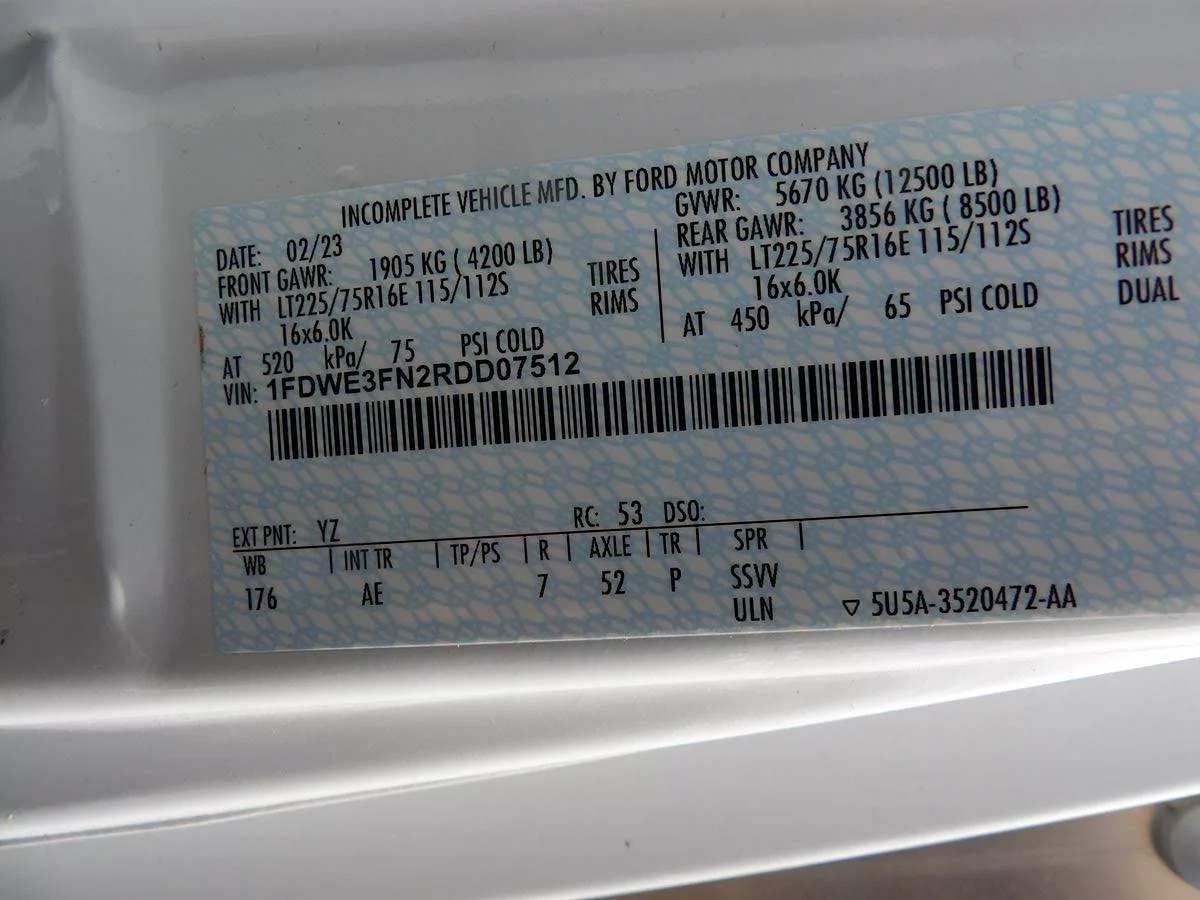 INCOMPLETE VEHICLE MFD. BY FORD MOTOR COMPANY
DATE: 02/23
GVWR: 5670 KG (12500 LB)
FRONT GAWR: 1905 KG ( 4200 LB)
REAR GAWR: 3856 KG ( 8500 LB)
WITH LT225/75R16E 115/112S TIRES
WITH LT225/75R16E 115/112S TIRES
16x6.0K RIMS
16x6.0K RIMS
AT 520 kPa/ 75 PSI COLD
AT 450 kPa/ 65 PSI COLD DUAL
VIN: 1FDWE3FN2RDD07512
EXT PNT: YZ RC: 53 DSO:
WB | INT TR | TP/PS | R | AXLE | TR | SPR |
176 AE 7 52 P SSVV
ULN ▽ 5U5A-3520472-AA